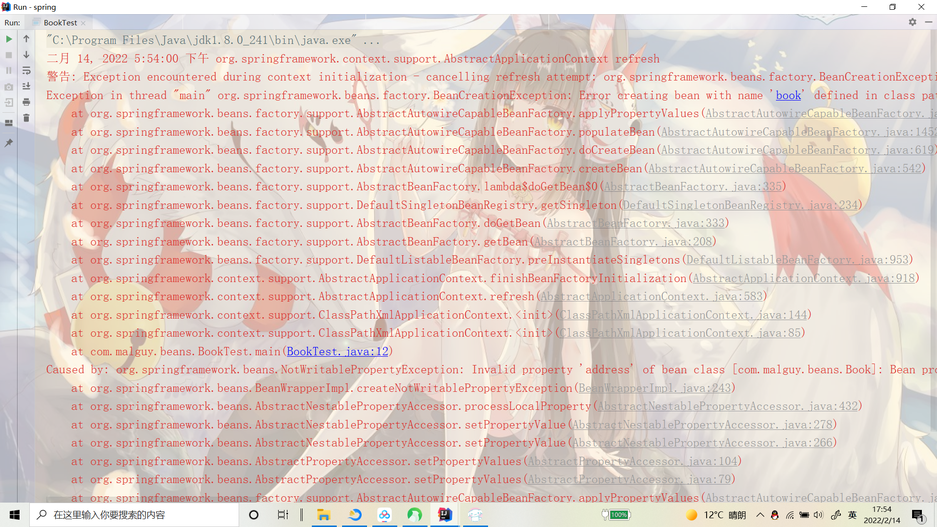 Run - spring
Run: BookTest
"C:\Program Files\Java\jdk1.8.0_241\bin\java.exe" ...
二月 14, 2022 5:54:00 下午 org.springframework.context.support.AbstractApplicationContext refresh
警告: Exception encountered during context initialization - cancelling refresh attempt: org.springframework.beans.factory.BeanCreationExcepti
Exception in thread "main" org.springframework.beans.factory.BeanCreationException: Error creating bean with name 'book' defined in class pat
at org.springframework.beans.factory.support.AbstractAutowireCapableBeanFactory.applyPropertyValues(AbstractAutowireCapableBeanFactory.ja
at org.springframework.beans.factory.support.AbstractAutowireCapableBeanFactory.populateBean(AbstractAutowireCapableBeanFactory.java:1452
at org.springframework.beans.factory.support.AbstractAutowireCapableBeanFactory.doCreateBean(AbstractAutowireCapableBeanFactory.java:619)
at org.springframework.beans.factory.support.AbstractAutowireCapableBeanFactory.createBean(AbstractAutowireCapableBeanFactory.java:542)
at org.springframework.beans.factory.support.AbstractBeanFactory.lambda$doGetBean$0(AbstractBeanFactory.java:335)
at org.springframework.beans.factory.support.DefaultSingletonBeanRegistry.getSingleton(DefaultSingletonBeanRegistry.java:234)
at org.springframework.beans.factory.support.AbstractBeanFactory.doGetBean(AbstractBeanFactory.java:333)
at org.springframework.beans.factory.support.AbstractBeanFactory.getBean(AbstractBeanFactory.java:208)
at org.springframework.beans.factory.support.DefaultListableBeanFactory.preInstantiateSingletons(DefaultListableBeanFactory.java:953)
at org.springframework.context.support.AbstractApplicationContext.finishBeanFactoryInitialization(AbstractApplicationContext.java:918)
at org.springframework.context.support.AbstractApplicationContext.refresh(AbstractApplicationContext.java:583)
at org.springframework.context.support.ClassPathXmlApplicationContext.<init>(ClassPathXmlApplicationContext.java:144)
at org.springframework.context.support.ClassPathXmlApplicationContext.<init>(ClassPathXmlApplicationContext.java:85)
at com.malguy.beans.BookTest.main(BookTest.java:12)
Caused by: org.springframework.beans.NotWritablePropertyException: Invalid property 'address' of bean class [com.malguy.beans.Book]: Bean pro
at org.springframework.beans.BeanWrapperImpl.createNotWritablePropertyException(BeanWrapperImpl.java:243)
at org.springframework.beans.AbstractNestablePropertyAccessor.processLocalProperty(AbstractNestablePropertyAccessor.java:432)
at org.springframework.beans.AbstractNestablePropertyAccessor.setPropertyValue(AbstractNestablePropertyAccessor.java:278)
at org.springframework.beans.AbstractNestablePropertyAccessor.setPropertyValue(AbstractNestablePropertyAccessor.java:266)
at org.springframework.beans.AbstractPropertyAccessor.setPropertyValues(AbstractPropertyAccessor.java:104)
at org.springframework.beans.AbstractPropertyAccessor.setPropertyValues(AbstractPropertyAccessor.java:79)
at org.springframework.beans.factory.support.AbstractAutowireCapableBeanFactory.applyPropertyValues(AbstractAutowireCapableBeanFactory.ja
在这里输入你要搜索的内容 100% 12°C 晴朗 英 17:54
2022/2/14